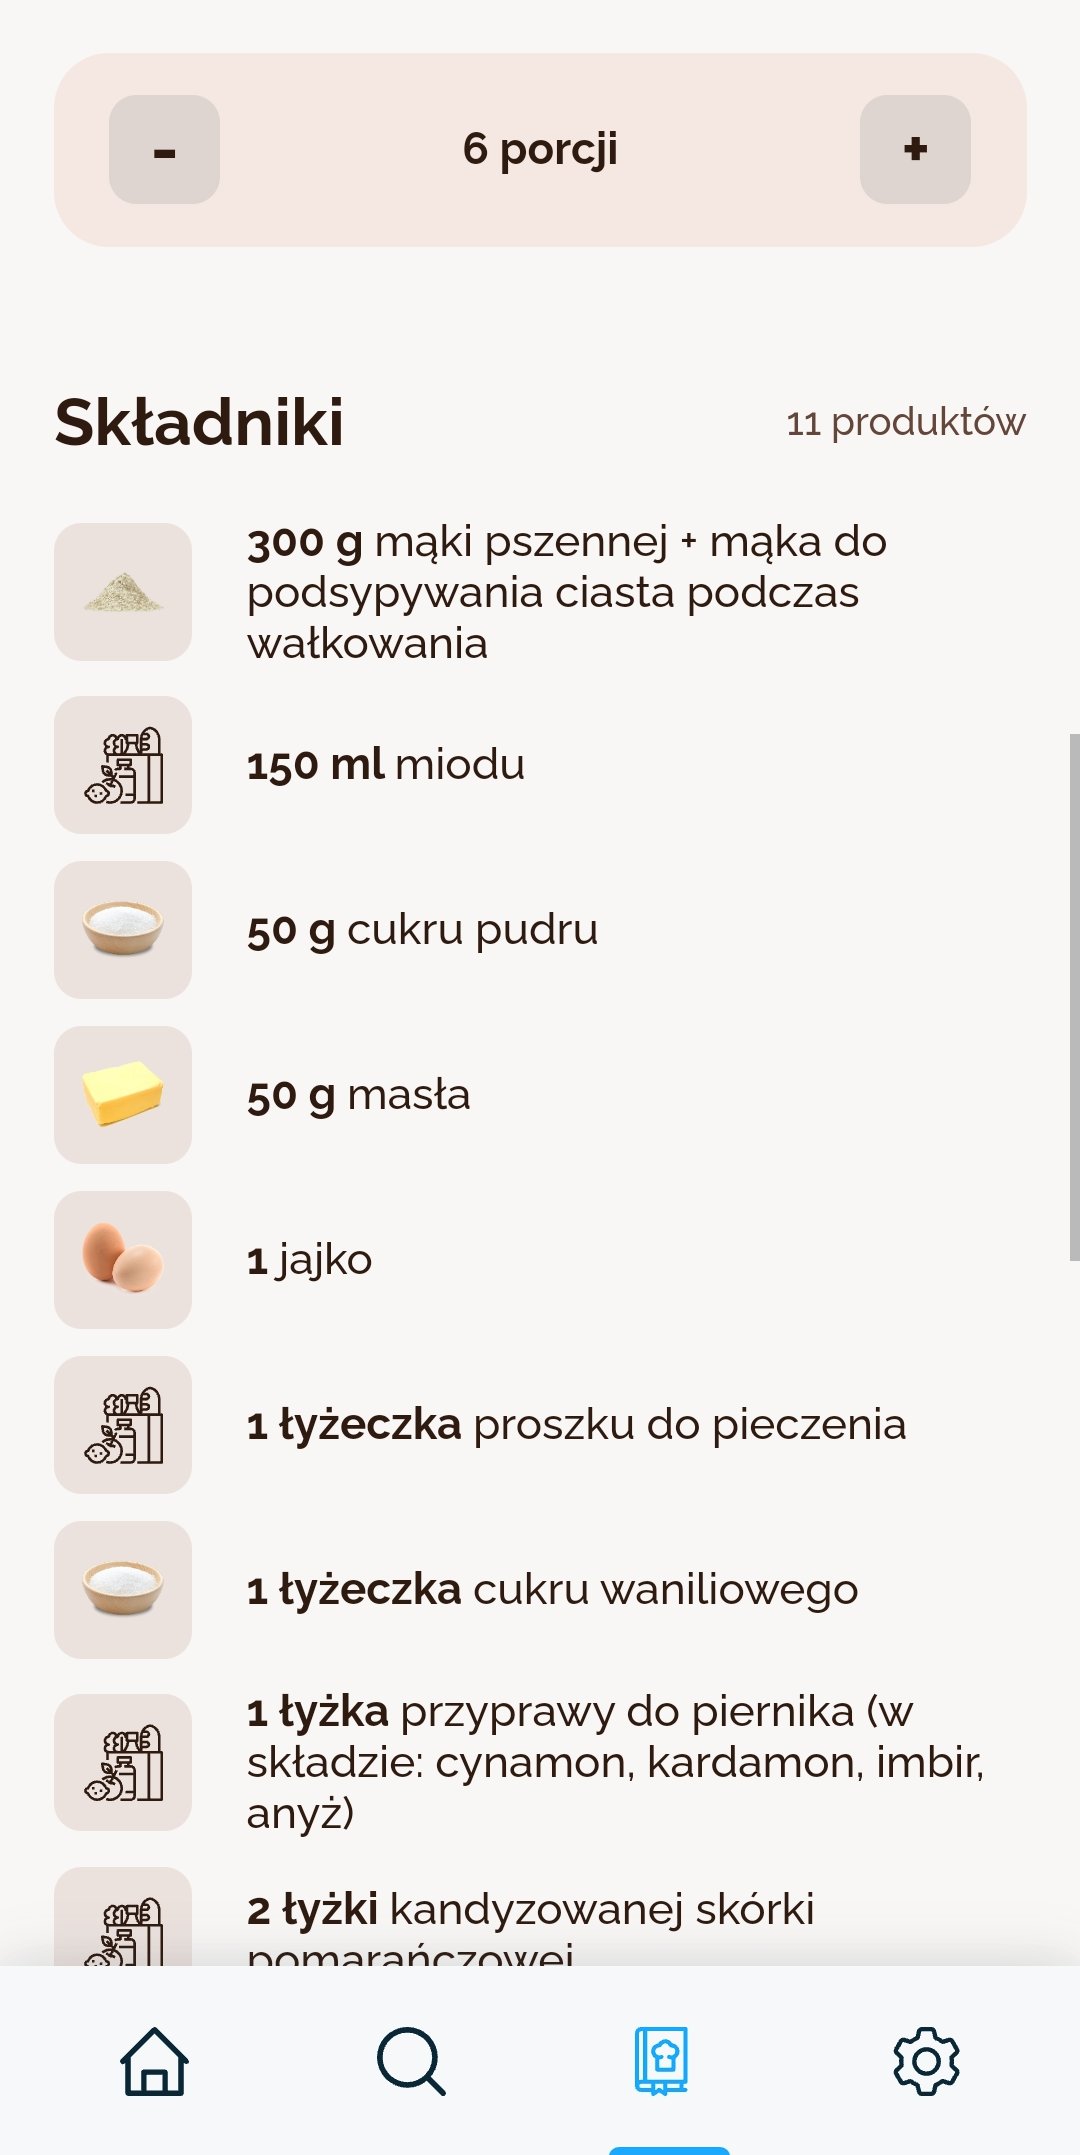 -
6 porcji
+
Składniki
11 produktów
300 g mąki pszennej + mąka do
podsypywania ciasta podczas
wałkowania
150 ml miodu
50 g cukru pudru
50 g masła
1 jajko
1 łyżeczka proszku do pieczenia
1 łyżeczka cukru waniliowego
1 łyżka przyprawy do piernika (w
składzie: cynamon, kardamon, imbir,
anyż)
2 łyżki kandyzowanej skórki
pomarańczowej